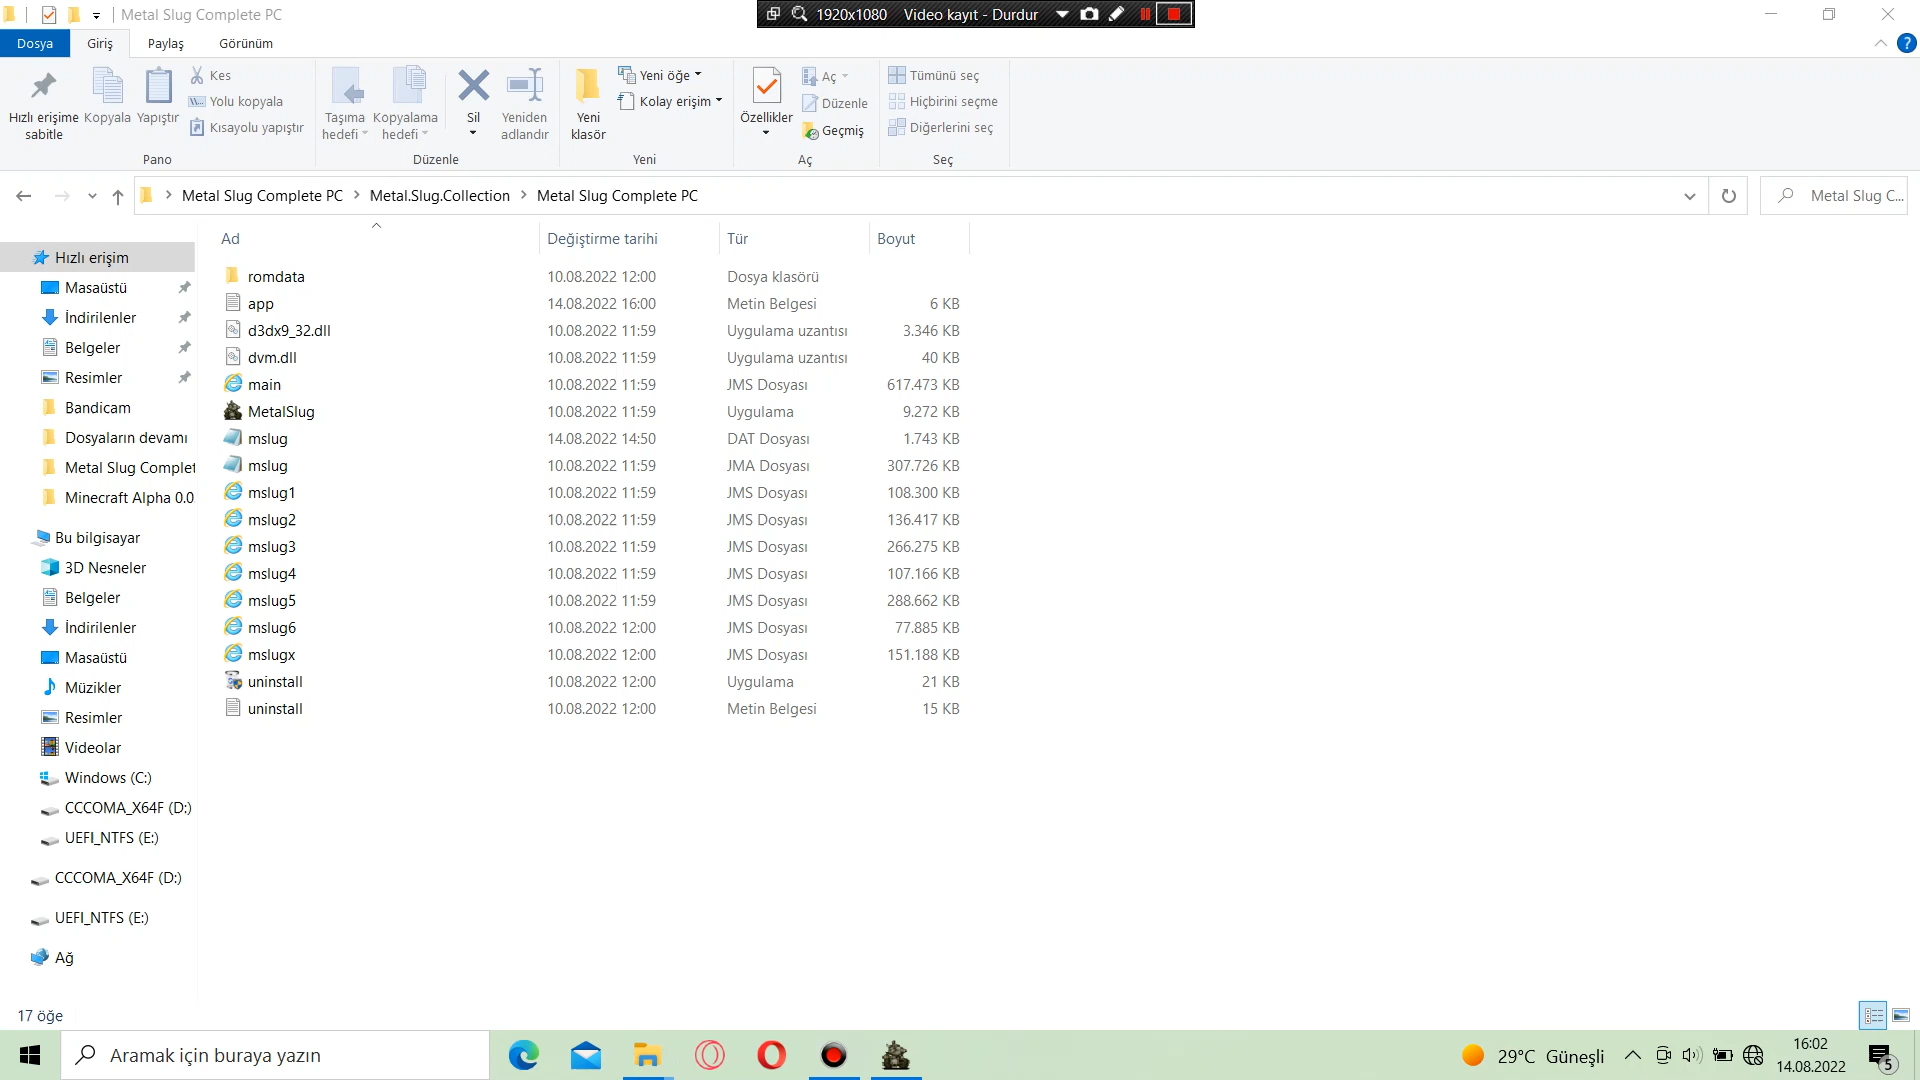 Metal Slug Complete PC
1920x1080 Video kayıt - Durdur
Dosya Giriş Paylaş Görünüm
Hızlı erişime sabitle
Kopyala
Yapıştır
Kes
Yolu kopyala
Kısayolu yapıştır
Pano
Taşıma hedefi
Kopyalama hedefi
Sil
Yeniden adlandır
Düzenle
Yeni klasör
Yeni öğe
Kolay erişim
Yeni
Özellikler
Aç
Düzenle
Geçmiş
Aç
Tümünü seç
Hiçbirini seçme
Diğerlerini seç
Seç
Metal Slug Complete PC > Metal.Slug.Collection > Metal Slug Complete PC
Metal Slug C...
Hızlı erişim
Masaüstü
İndirilenler
Belgeler
Resimler
Bandicam
Dosyaların devamı
Metal Slug Complet
Minecraft Alpha 0.0
Bu bilgisayar
3D Nesneler
Belgeler
İndirilenler
Masaüstü
Müzikler
Resimler
Videolar
Windows (C:)
CCCOMA_X64F (D:)
UEFI_NTFS (E:)
CCCOMA_X64F (D:)
UEFI_NTFS (E:)
Ağ
Ad Değiştirme tarihi Tür Boyut
romdata 10.08.2022 12:00 Dosya klasörü
app 14.08.2022 16:00 Metin Belgesi 6 KB
d3dx9_32.dll 10.08.2022 11:59 Uygulama uzantısı 3.346 KB
dvm.dll 10.08.2022 11:59 Uygulama uzantısı 40 KB
main 10.08.2022 11:59 JMS Dosyası 617.473 KB
MetalSlug 10.08.2022 11:59 Uygulama 9.272 KB
mslug 14.08.2022 14:50 DAT Dosyası 1.743 KB
mslug 10.08.2022 11:59 JMA Dosyası 307.726 KB
mslug1 10.08.2022 11:59 JMS Dosyası 108.300 KB
mslug2 10.08.2022 11:59 JMS Dosyası 136.417 KB
mslug3 10.08.2022 11:59 JMS Dosyası 266.275 KB
mslug4 10.08.2022 11:59 JMS Dosyası 107.166 KB
mslug5 10.08.2022 11:59 JMS Dosyası 288.662 KB
mslug6 10.08.2022 12:00 JMS Dosyası 77.885 KB
mslugx 10.08.2022 12:00 JMS Dosyası 151.188 KB
uninstall 10.08.2022 12:00 Uygulama 21 KB
uninstall 10.08.2022 12:00 Metin Belgesi 15 KB
17 öğe
Aramak için buraya yazın
29°C Güneşli
16:02
14.08.2022
5